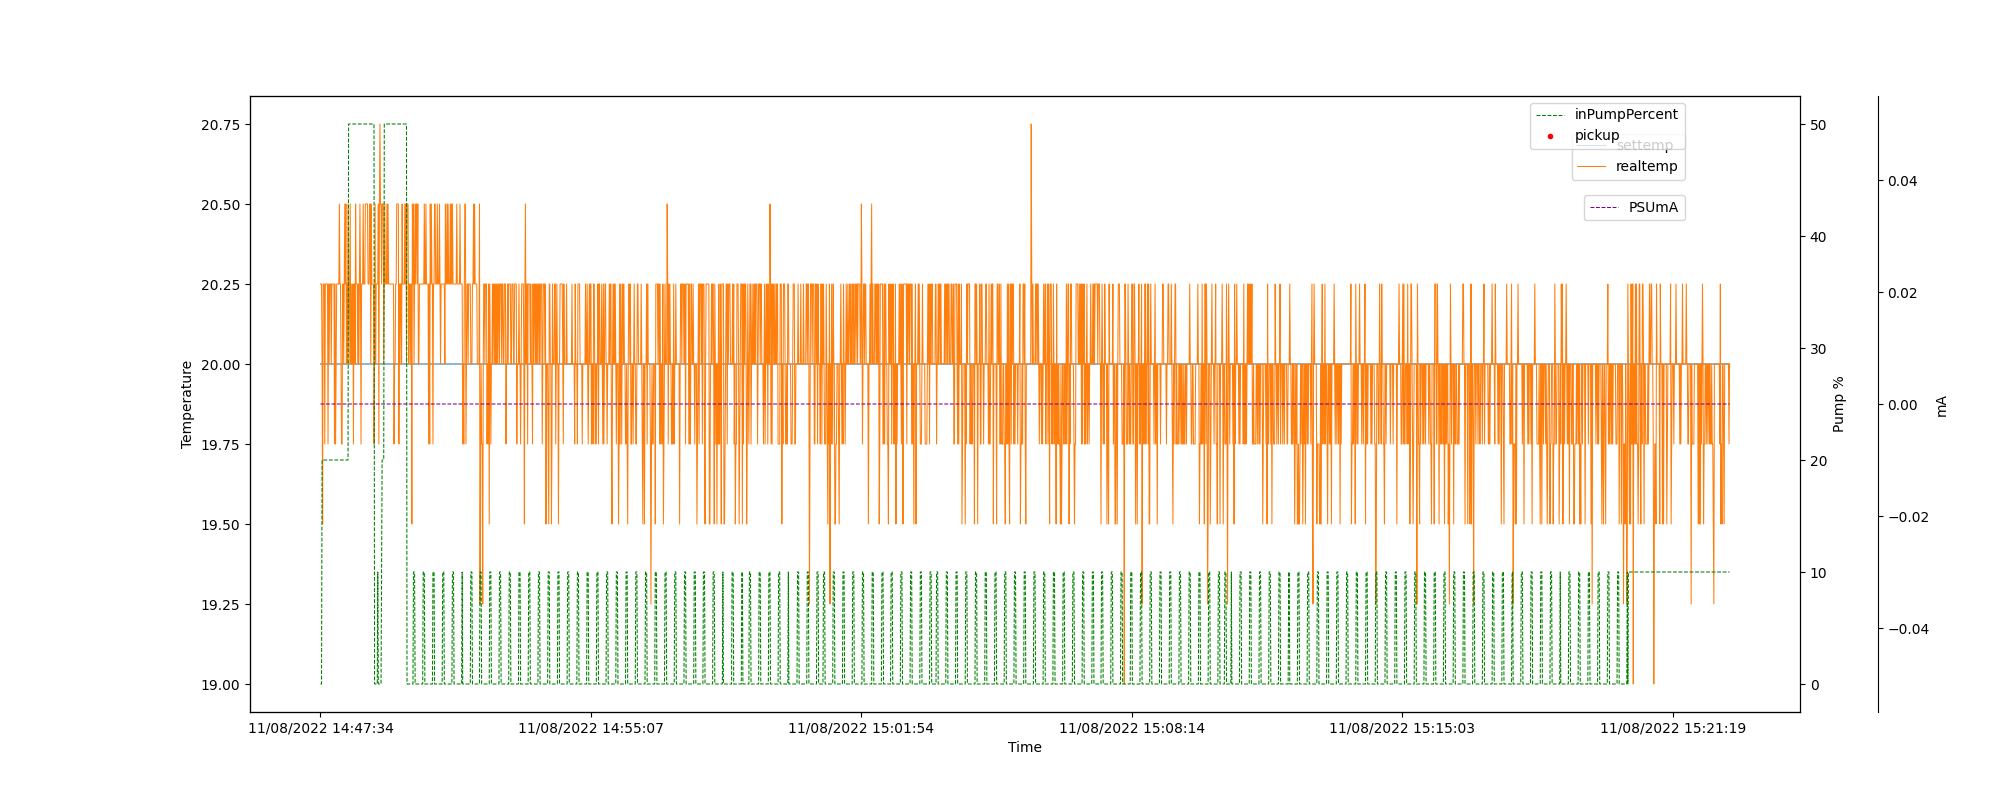 inPumpPercent
pickup
settemp
realtemp
PSUmA
20.75
20.50
20.25
20.00
19.75
19.50
19.25
19.00
Temperature
50
40
30
20
10
0
Pump %
0.04
0.02
0.00
−0.02
−0.04
mA
11/08/2022 14:47:34
11/08/2022 14:55:07
11/08/2022 15:01:54
11/08/2022 15:08:14
11/08/2022 15:15:03
11/08/2022 15:21:19
Time